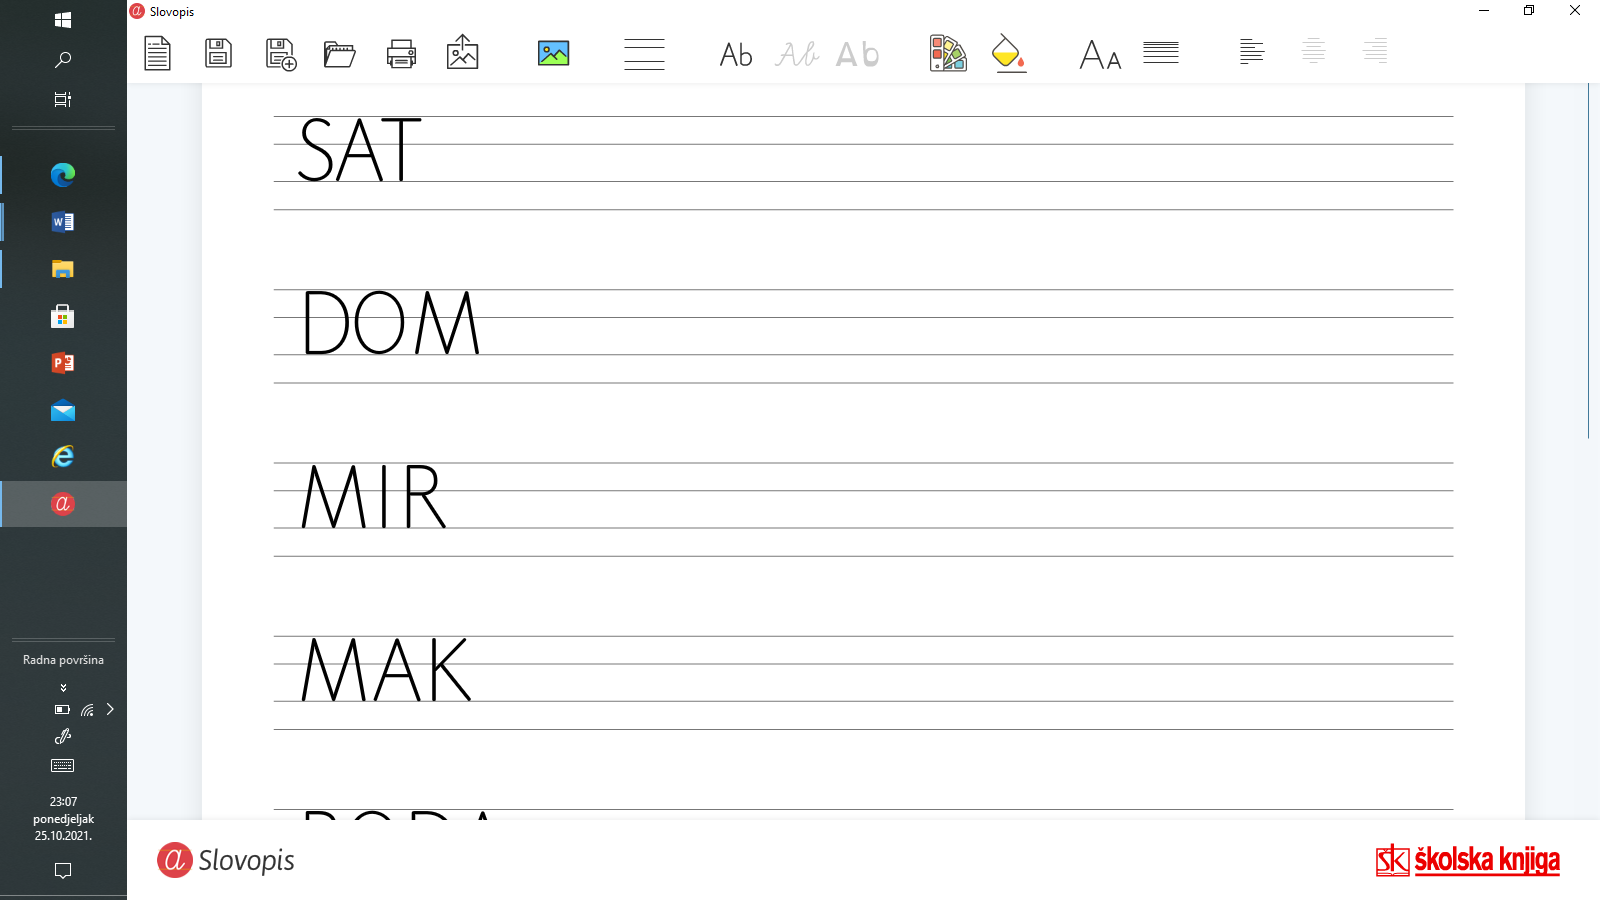 Slovopis
Ab Ab Ab AA
SAT
DOM
MIR
MAK
Radna površina
23:07
ponedjeljak
25.10.2021.
a Slovopis
ŠK školska knjiga